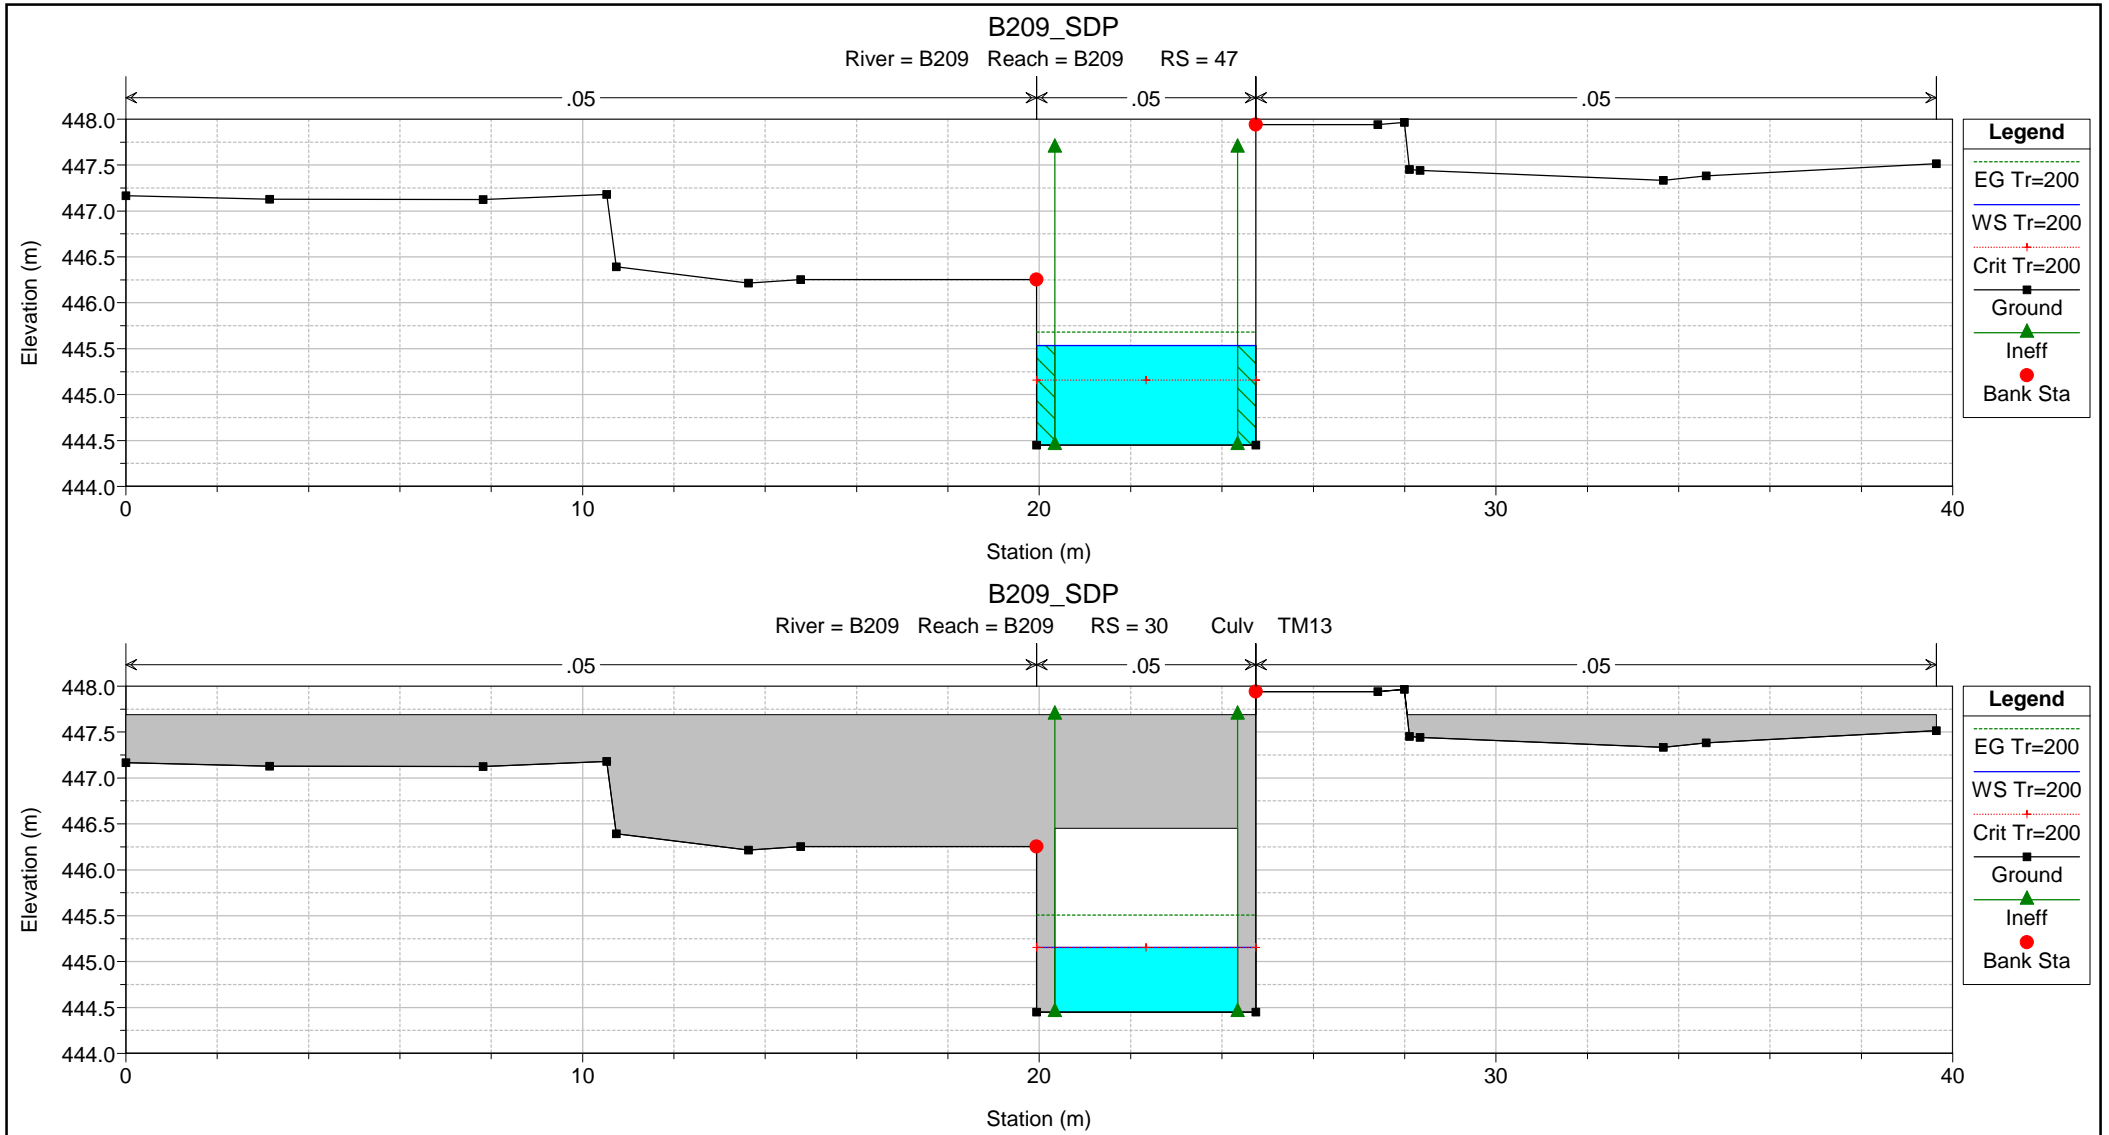 B209_SDP
River = B209 Reach = B209 RS = 47
.05 .05 .05
448.0
447.5
447.0
446.5
446.0
445.5
445.0
444.5
444.0
Elevation (m)
0 10 20 30 40
Station (m)
Legend
EG Tr=200
WS Tr=200
Crit Tr=200
Ground
Ineff
Bank Sta
B209_SDP
River = B209 Reach = B209 RS = 30 Culv TM13
.05 .05 .05
448.0
447.5
447.0
446.5
446.0
445.5
445.0
444.5
444.0
Elevation (m)
0 10 20 30 40
Station (m)
Legend
EG Tr=200
WS Tr=200
Crit Tr=200
Ground
Ineff
Bank Sta